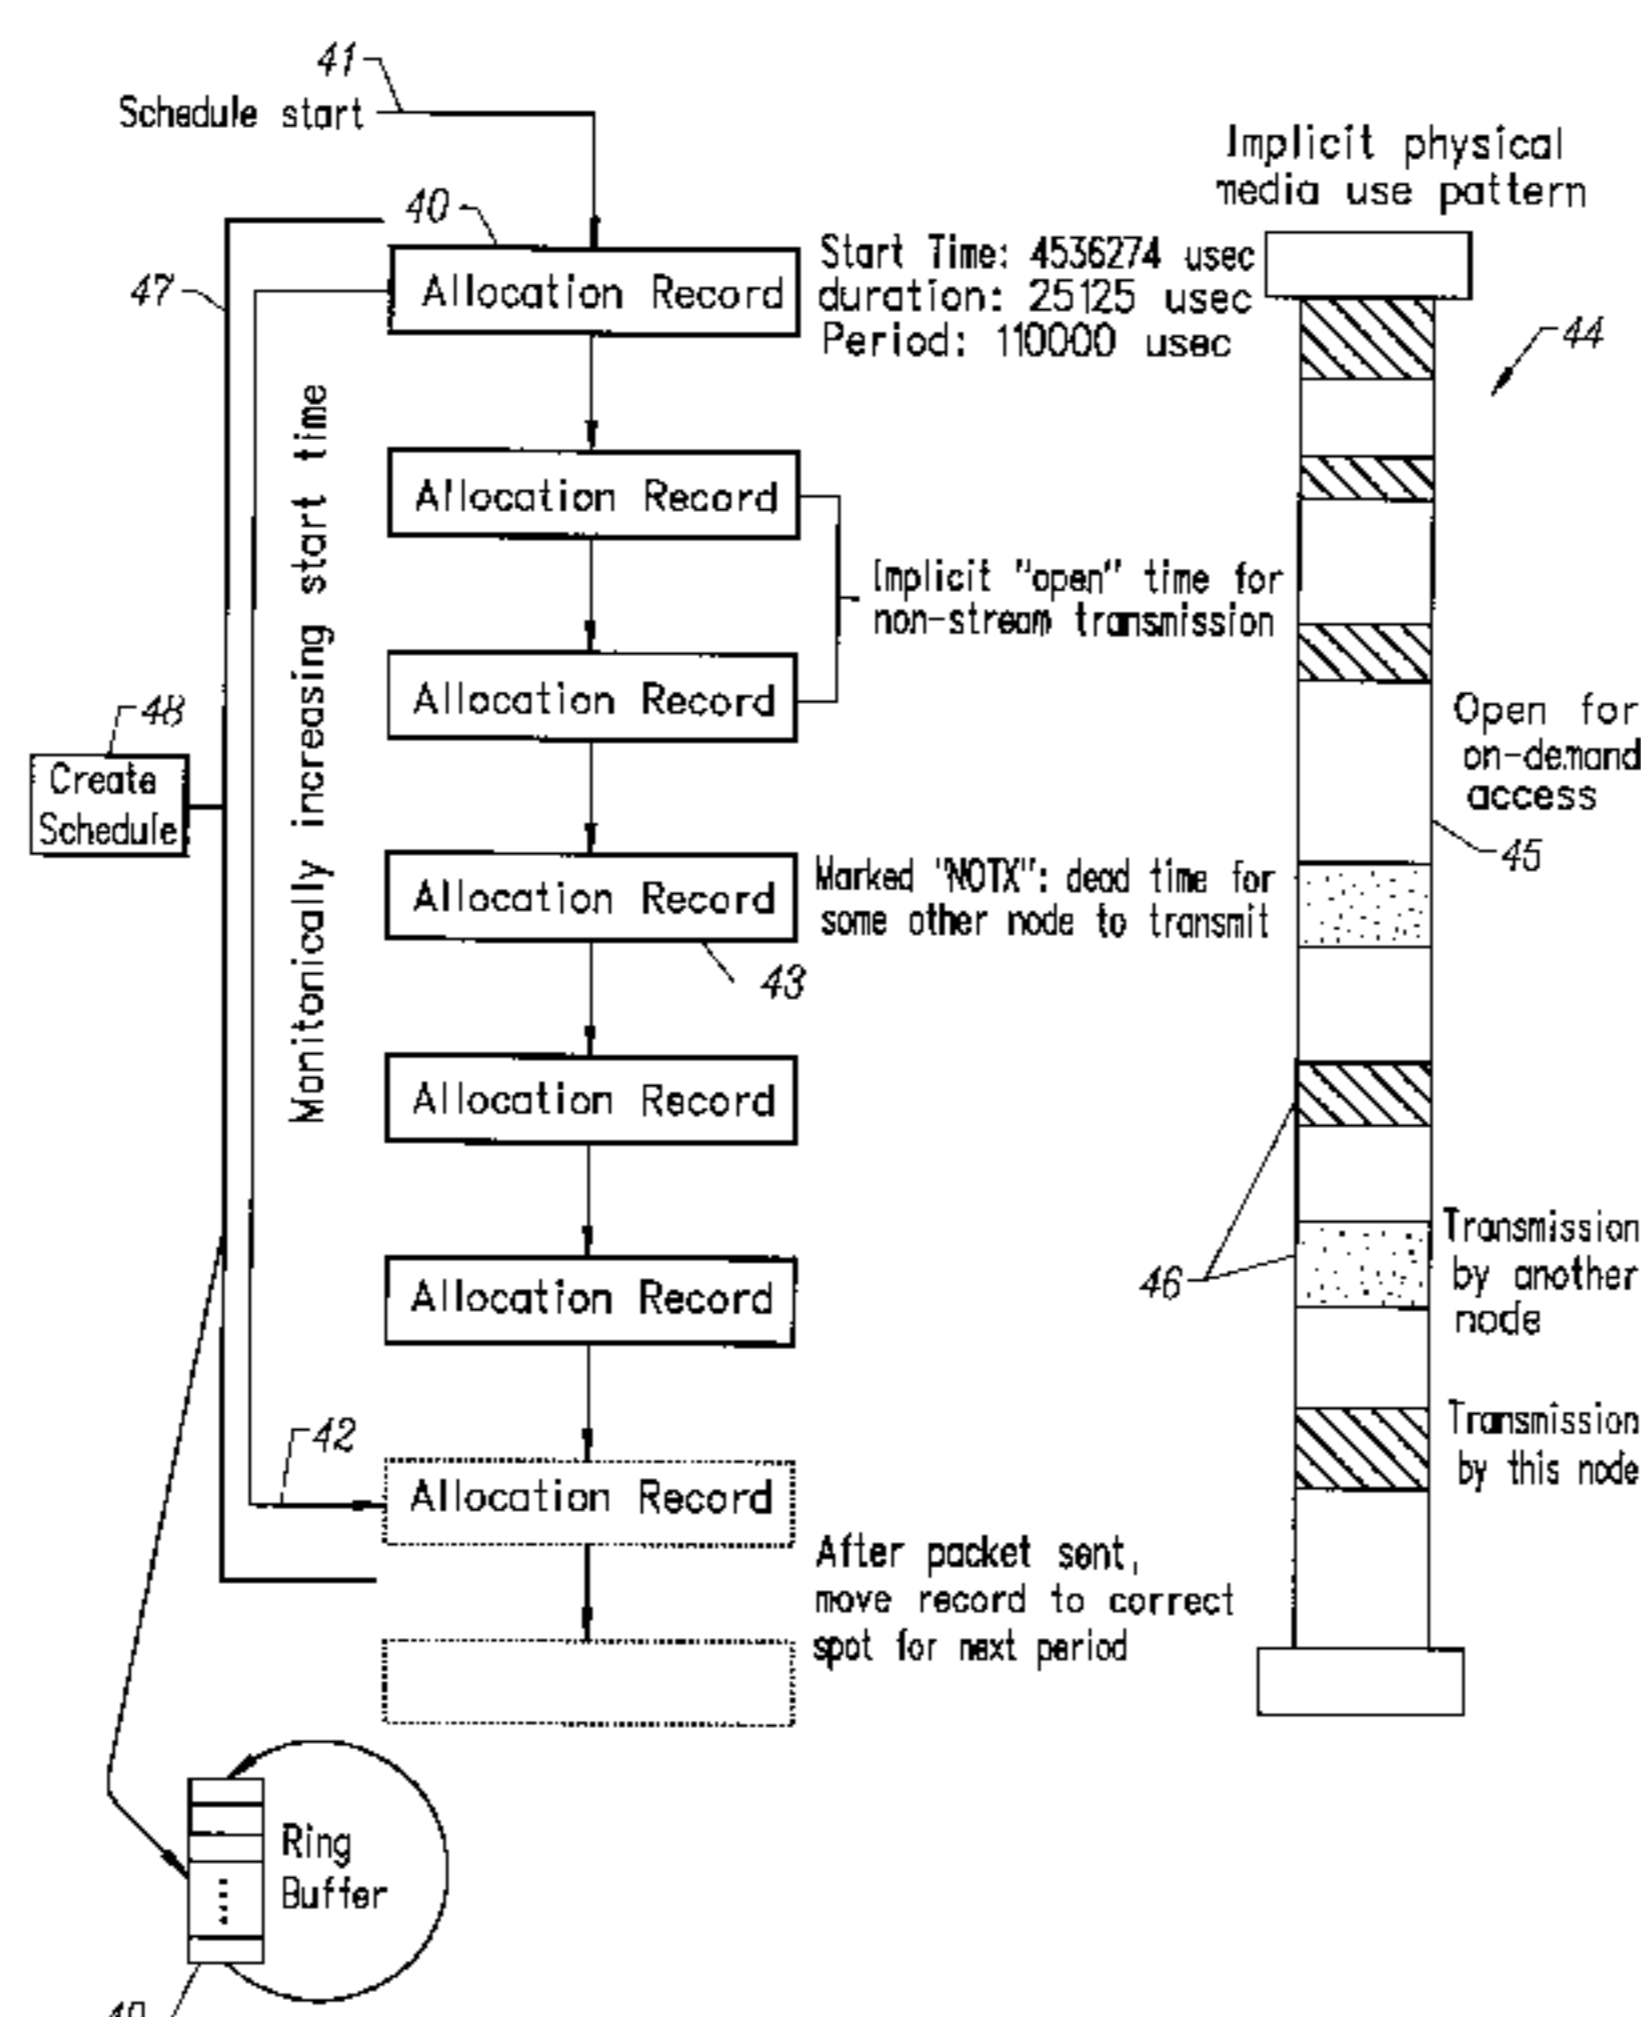 41
Schedule start
Implicit physical
media use pattern
40
Allocation Record
Start Time: 4536274 usec
duration: 25125 usec
Period: 110000 usec
47
44
Monitonically increasing start time
Allocation Record
Implicit "open" time for
non-stream transmission
Allocation Record
48
Create
Schedule
Open for
on-demand
access
45
Allocation Record
Marked "NOTX": dead time for
some other node to transmit
43
Allocation Record
46
Transmission
by another
node
Allocation Record
42
Transmission
by this node
Allocation Record
After packet sent,
move record to correct
spot for next period
Ring
Buffer